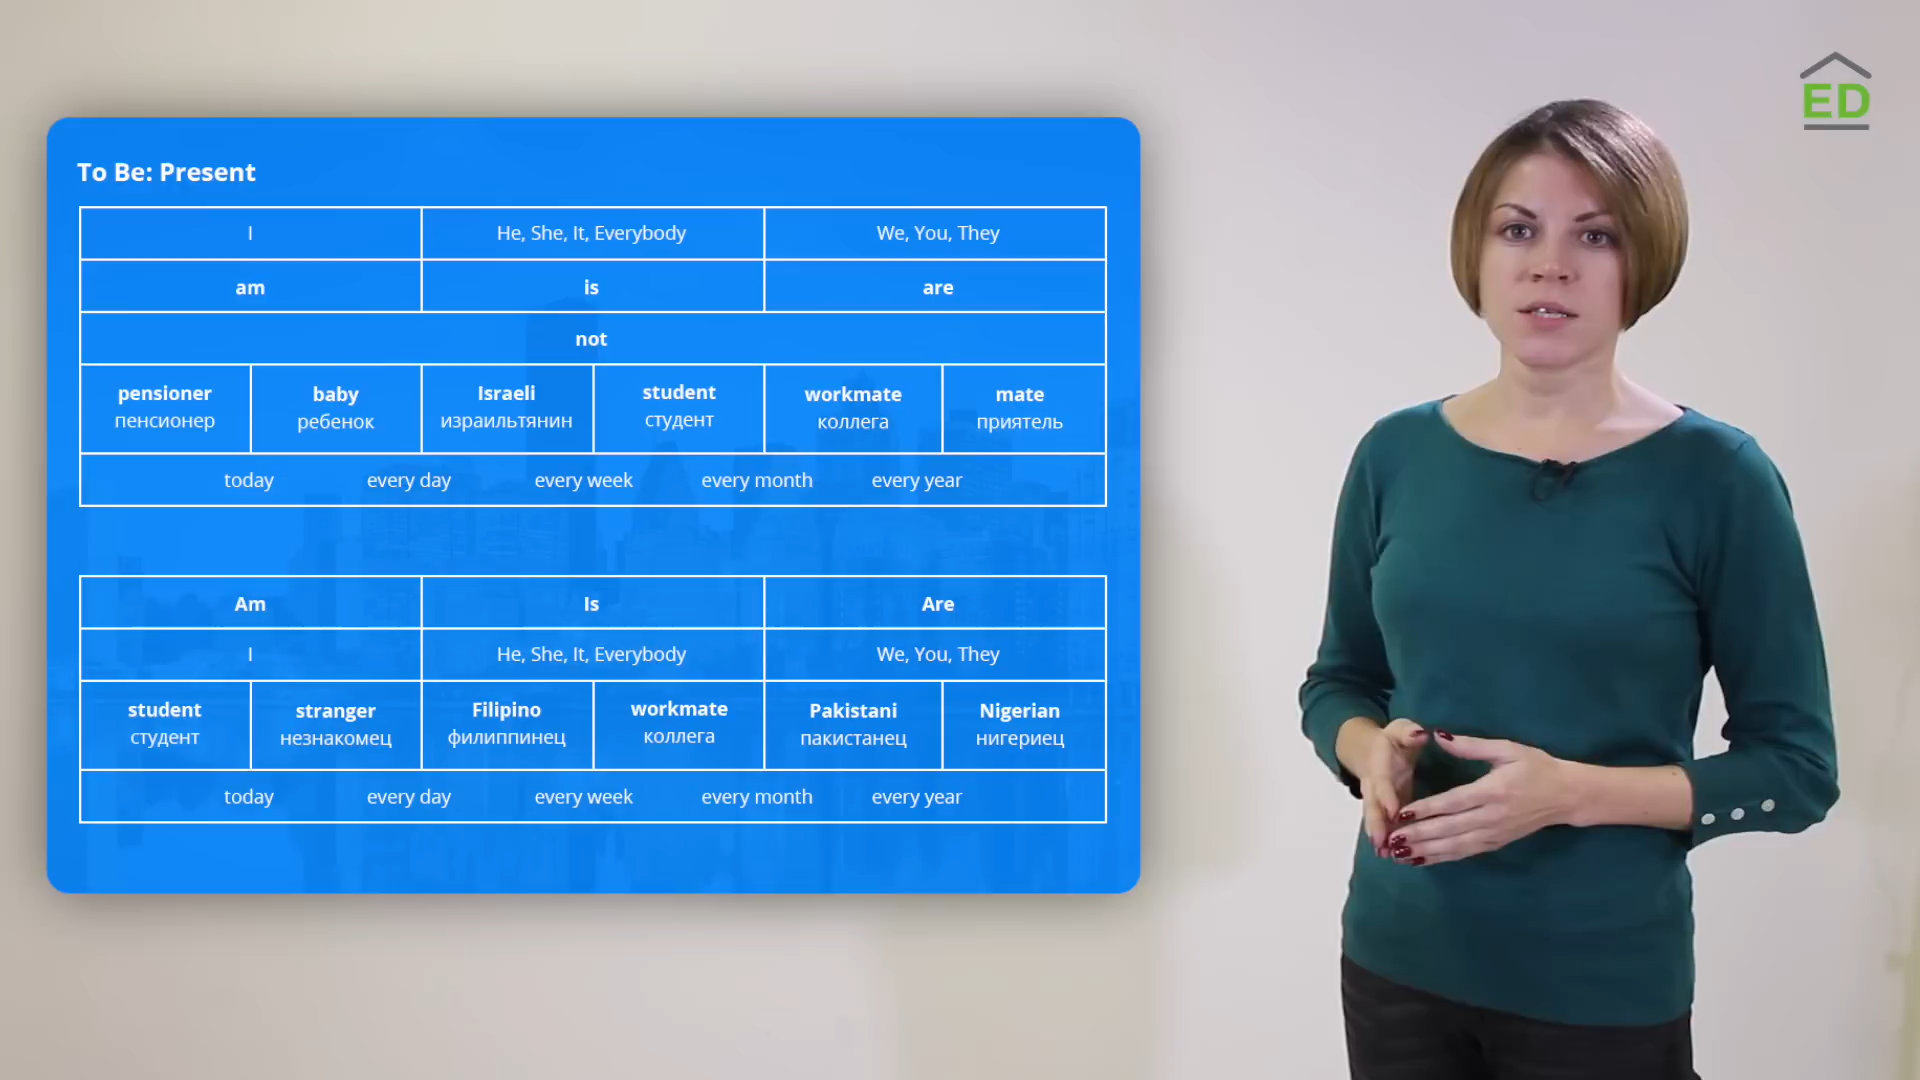 ED
To Be: Present
I He, She, It, Everybody We, You, They
am is are
not
pensioner baby Israeli student workmate mate
пенсионер ребенок израильтянин студент коллега приятель
today every day every week every month every year
Am Is Are
I He, She, It, Everybody We, You, They
student stranger Filipino workmate Pakistani Nigerian
студент незнакомец филиппинец коллега пакистанец нигериец
today every day every week every month every year